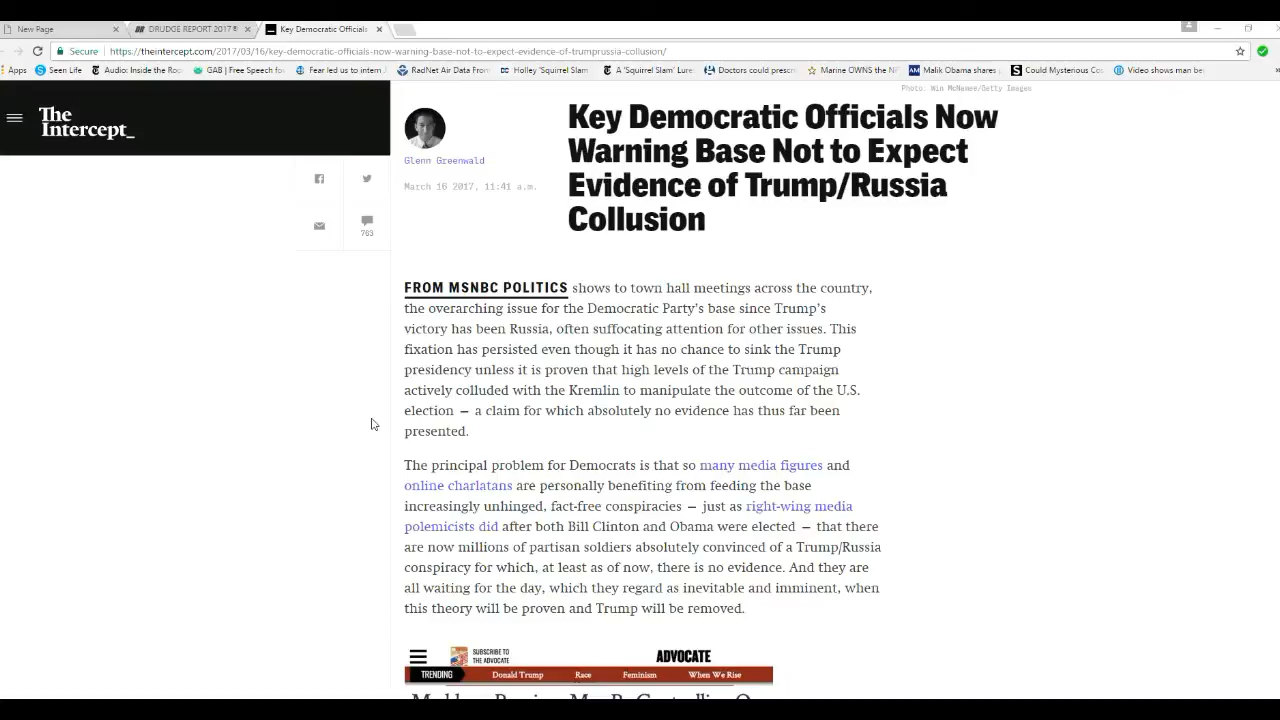 New Page
DRUDGE REPORT 2017®
Key Democratic Officials
Secure
https://theintercept.com/2017/03/16/key-democratic-officials-now-warning-base-not-to-expect-evidence-of-trumprussia-collusion/
Apps
Seen Life
Audio: Inside the Roo
GAB | Free Speech fo
Fear led us to intern J
RadNet Air Data From
Holley 'Squirrel Slam
A 'Squirrel Slam' Lure
Doctors could prescr
Marine OWNS the NF
Malik Obama shares
Could Mysterious Co
Video shows man be
Photo: Win McNamee/Getty Images
The
Intercept_
Key Democratic Officials Now
Warning Base Not to Expect
Evidence of Trump/Russia
Collusion
Glenn Greenwald
March 16 2017, 11:41 a.m.
763
FROM MSNBC POLITICS shows to town hall meetings across the country,
the overarching issue for the Democratic Party's base since Trump's
victory has been Russia, often suffocating attention for other issues. This
fixation has persisted even though it has no chance to sink the Trump
presidency unless it is proven that high levels of the Trump campaign
actively colluded with the Kremlin to manipulate the outcome of the U.S.
election — a claim for which absolutely no evidence has thus far been
presented.
The principal problem for Democrats is that so many media figures and
online charlatans are personally benefiting from feeding the base
increasingly unhinged, fact-free conspiracies — just as right-wing media
polemicists did after both Bill Clinton and Obama were elected — that there
are now millions of partisan soldiers absolutely convinced of a Trump/Russia
conspiracy for which, at least as of now, there is no evidence. And they are
all waiting for the day, which they regard as inevitable and imminent, when
this theory will be proven and Trump will be removed.
SUBSCRIBE TO
THE ADVOCATE
ADVOCATE
TRENDING
Donald Trump
Race
Feminism
When We Rise